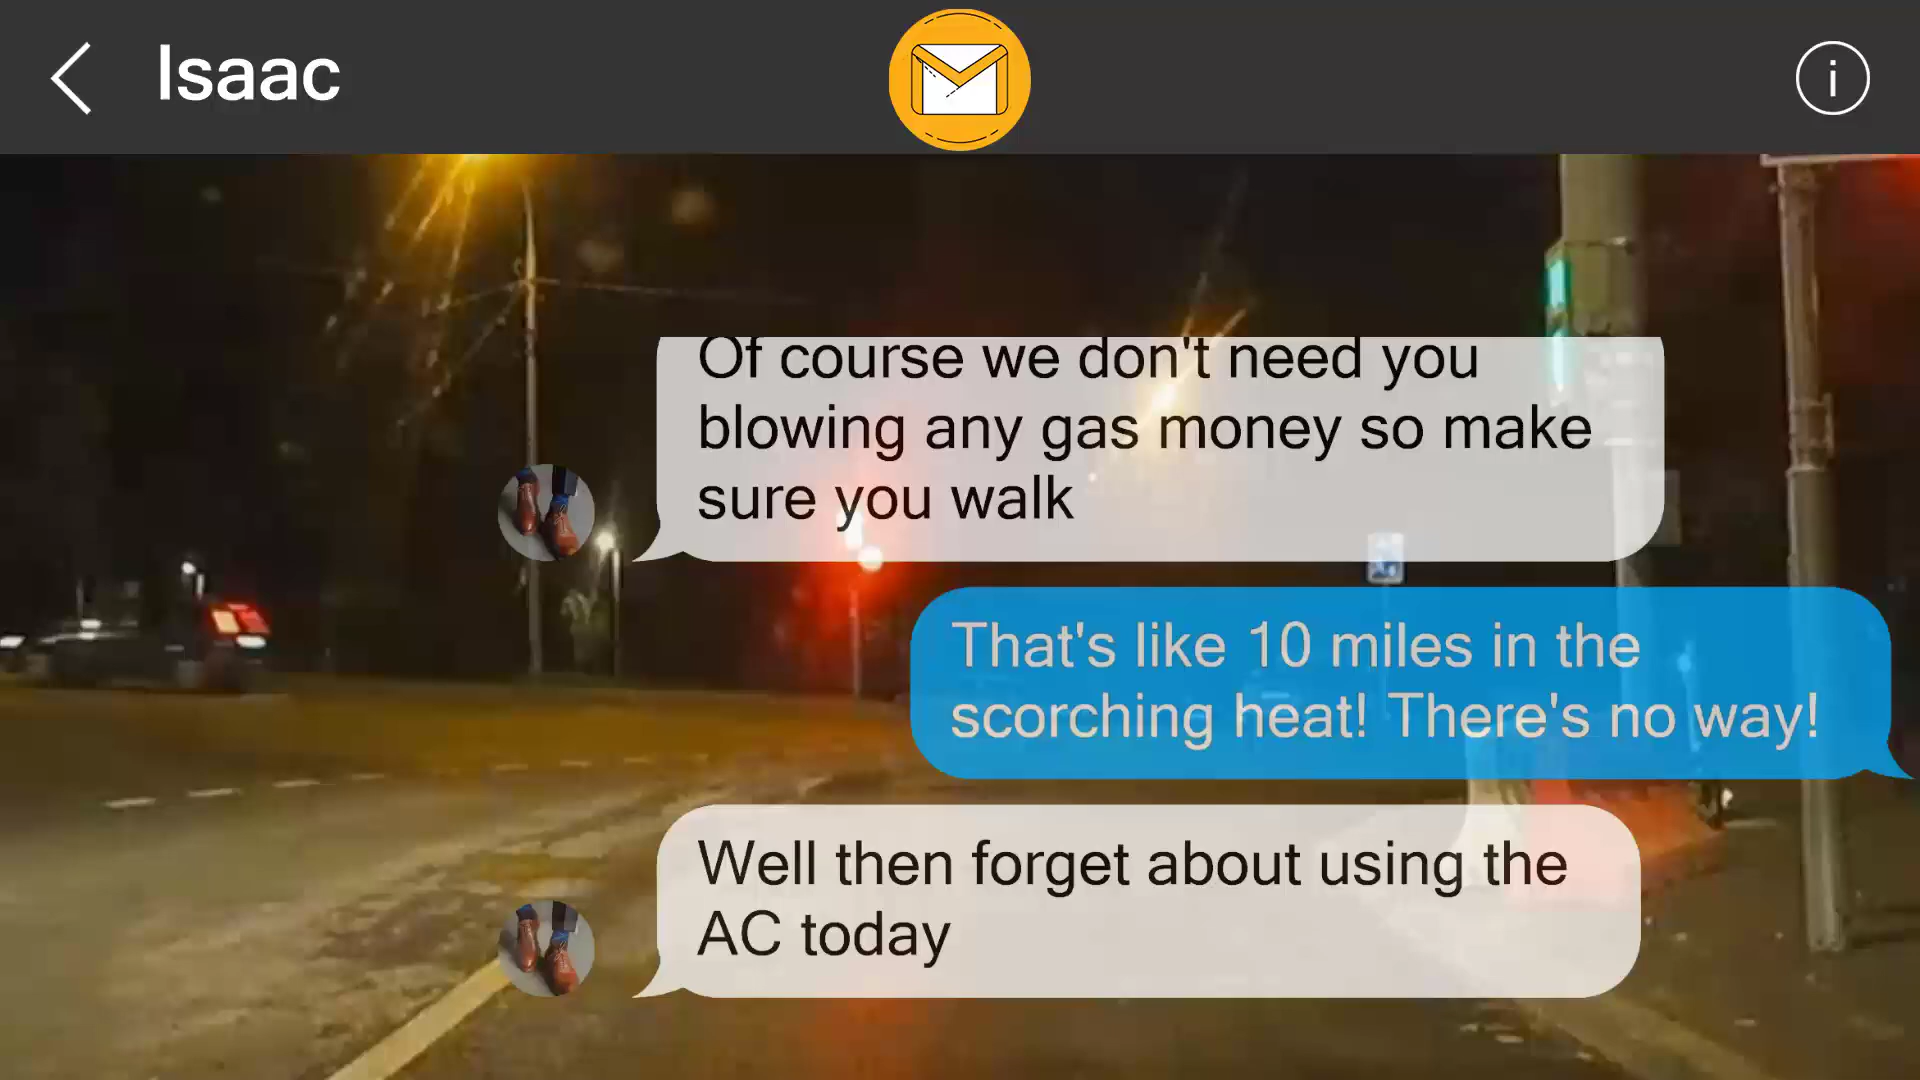 Isaac
Of course we don't need you
blowing any gas money so make
sure you walk
That's like 10 miles in the
scorching heat! There's no way!
Well then forget about using the
AC today